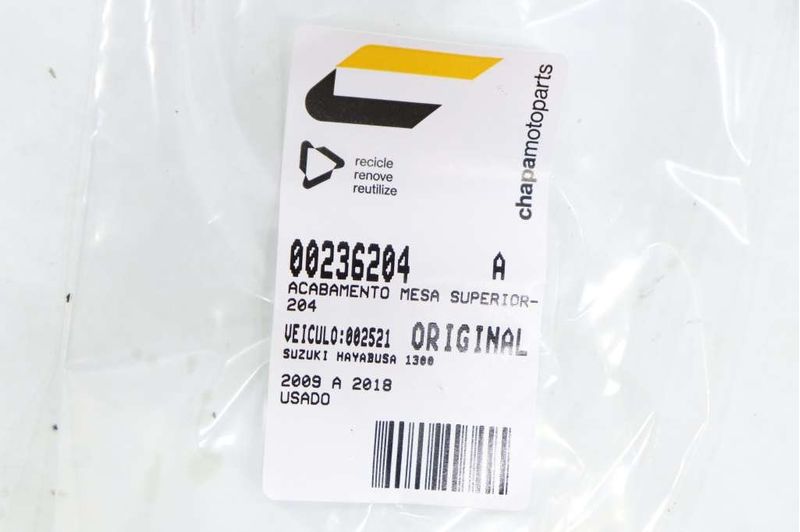 chapamotoparts
recicle
renove
reutilize
00236204 A
ACABAMENTO MESA SUPERIOR-
204
VEICULO:002521 ORIGINAL
SUZUKI HAYABUSA 1300
2009 A 2018
USADO